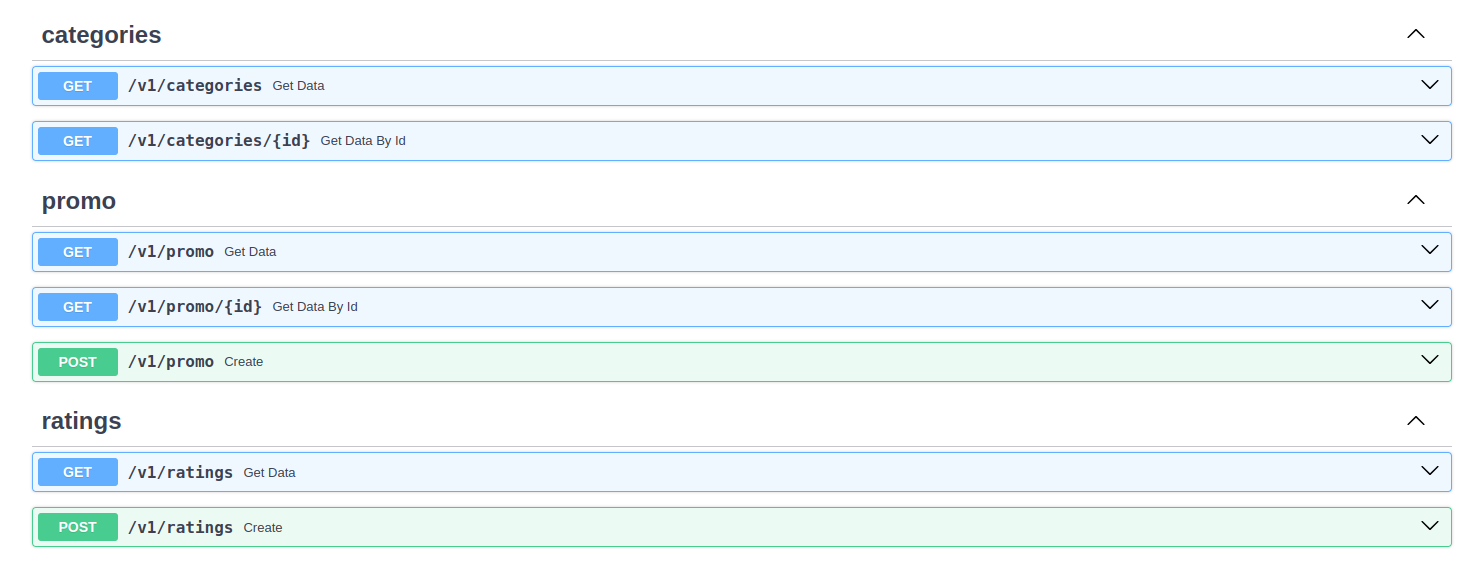 categories
GET /v1/categories Get Data
GET /v1/categories/{id} Get Data By Id
promo
GET /v1/promo Get Data
GET /v1/promo/{id} Get Data By Id
POST /v1/promo Create
ratings
GET /v1/ratings Get Data
POST /v1/ratings Create